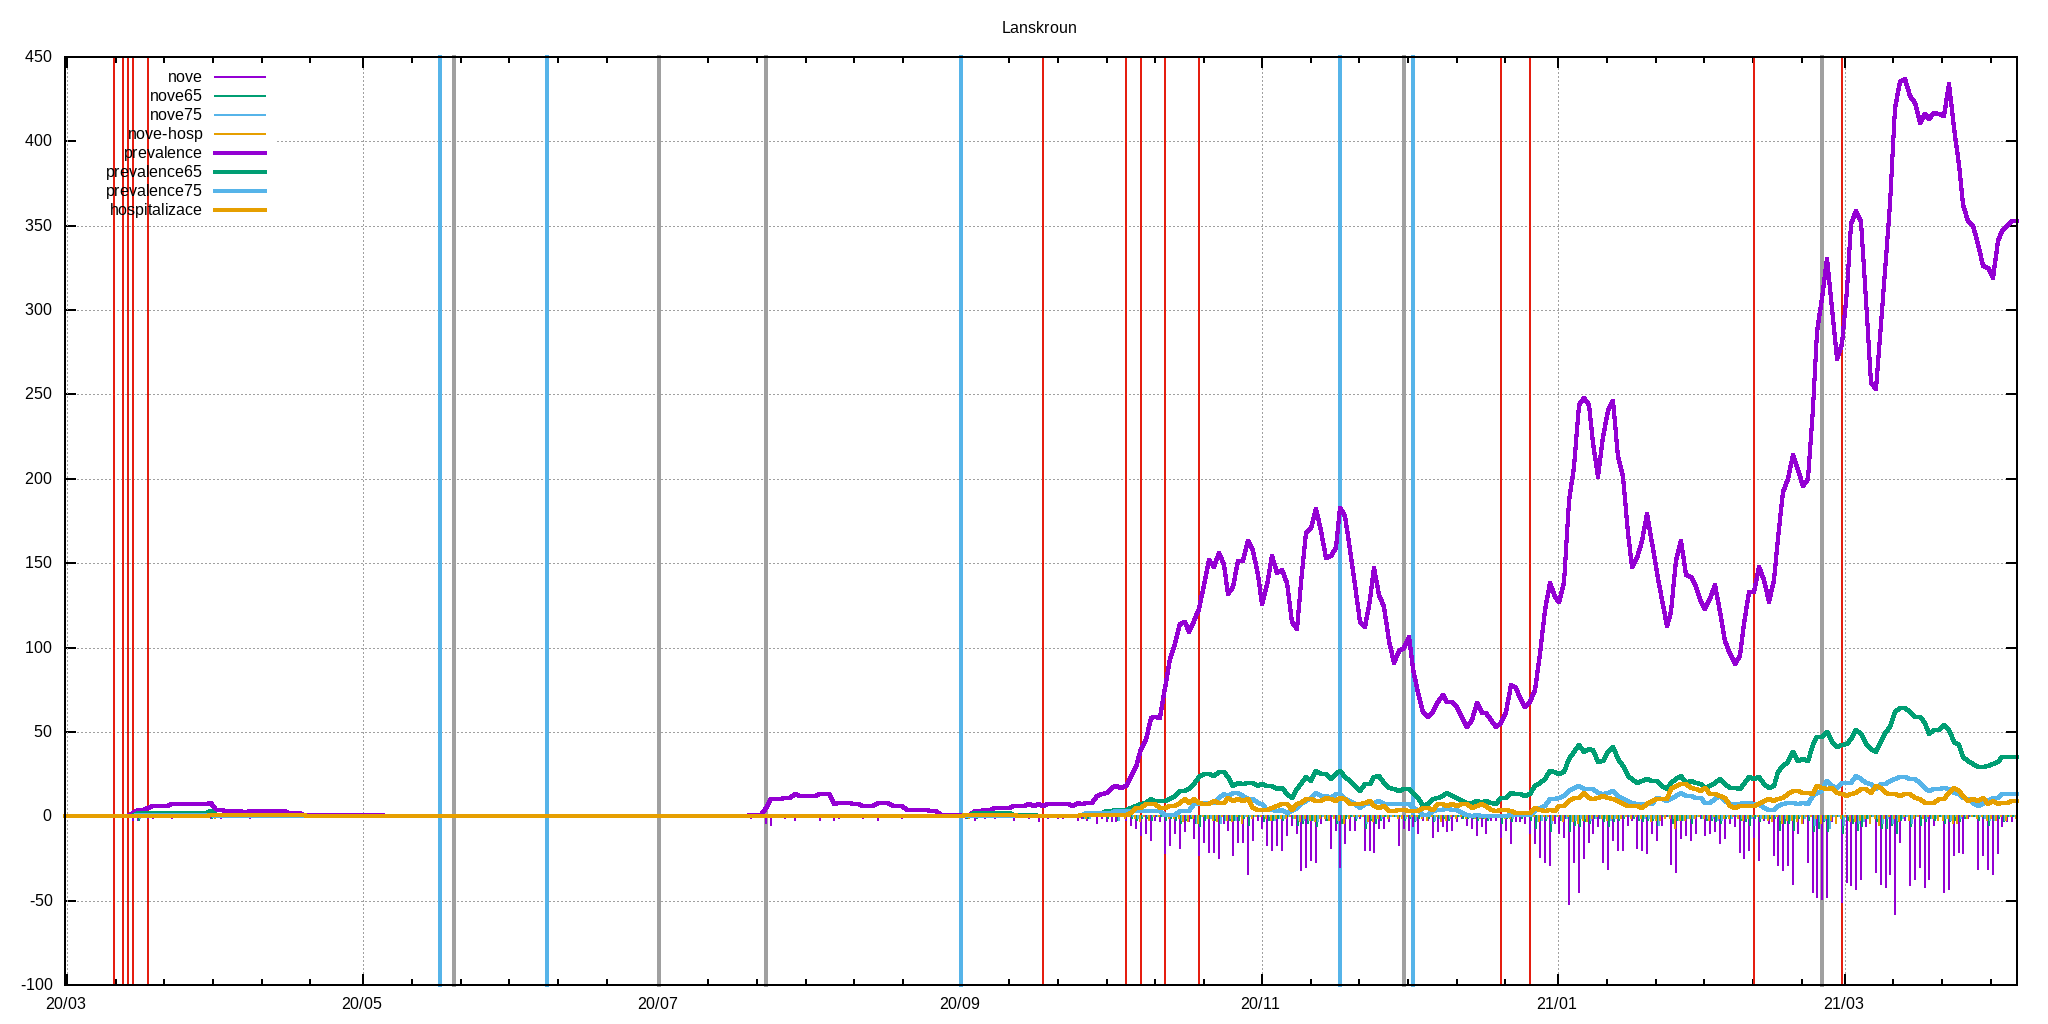 Lanskroun
450
400
350
300
250
200
150
100
50
0
-50
-100
nove
nove65
nove75
nove-hosp
prevalence
prevalence65
prevalence75
hospitalizace
20/03 20/05 20/07 20/09 20/11 21/01 21/03